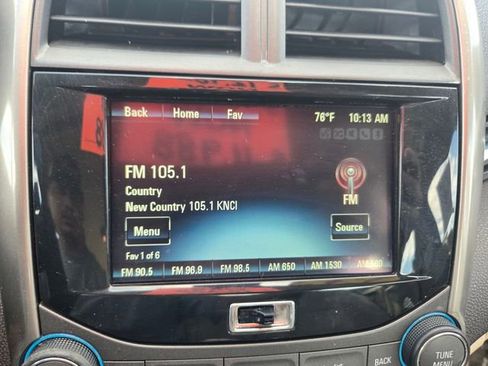 Back Home Fav 76°F 10:13 AM
FM 105.1
Country
New Country 105.1 KNCI
FM
Menu
Source
Fav 1 of 6
FM 90.5 FM 96.9 FM 98.5 AM 650 AM 1530
BACK
TUNE
MENU